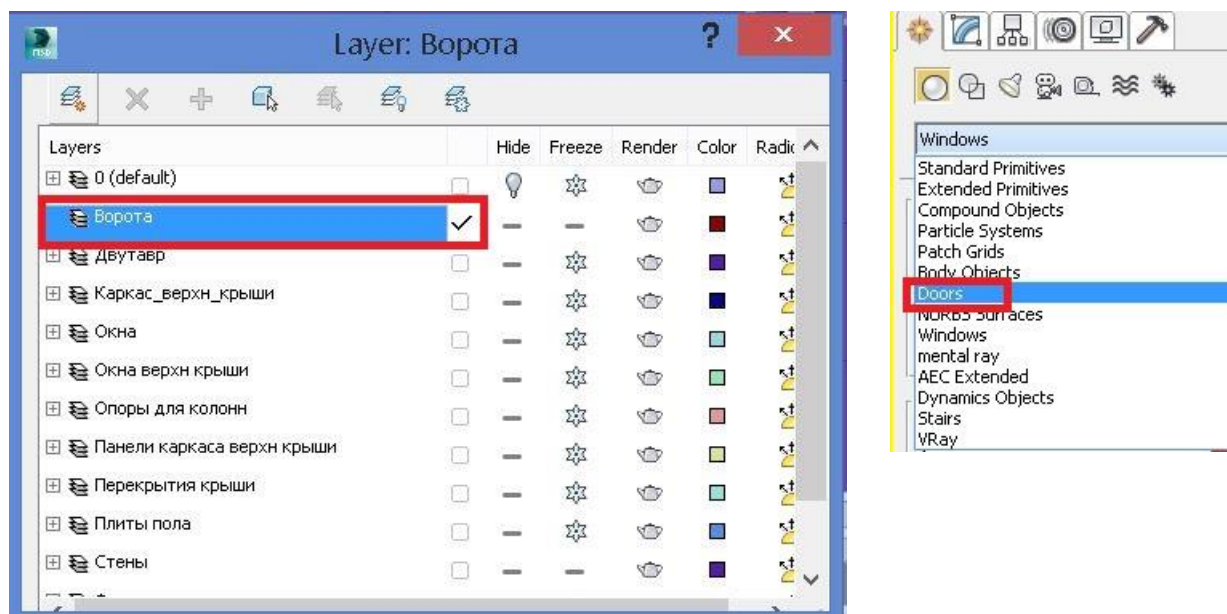 Layer: Ворота
?
Layers Hide Freeze Render Color Radic
0 (default)
Ворота
Двутавр
Каркас_верхн_крыши
Окна
Окна верхн крыши
Опоры для колонн
Панели каркаса верхн крыши
Перекрытия крыши
Плиты пола
Стены
Windows
Standard Primitives
Extended Primitives
Compound Objects
Particle Systems
Patch Grids
Body Objects
Doors
NURBS Surfaces
Windows
mental ray
AEC Extended
Dynamics Objects
Stairs
VRay